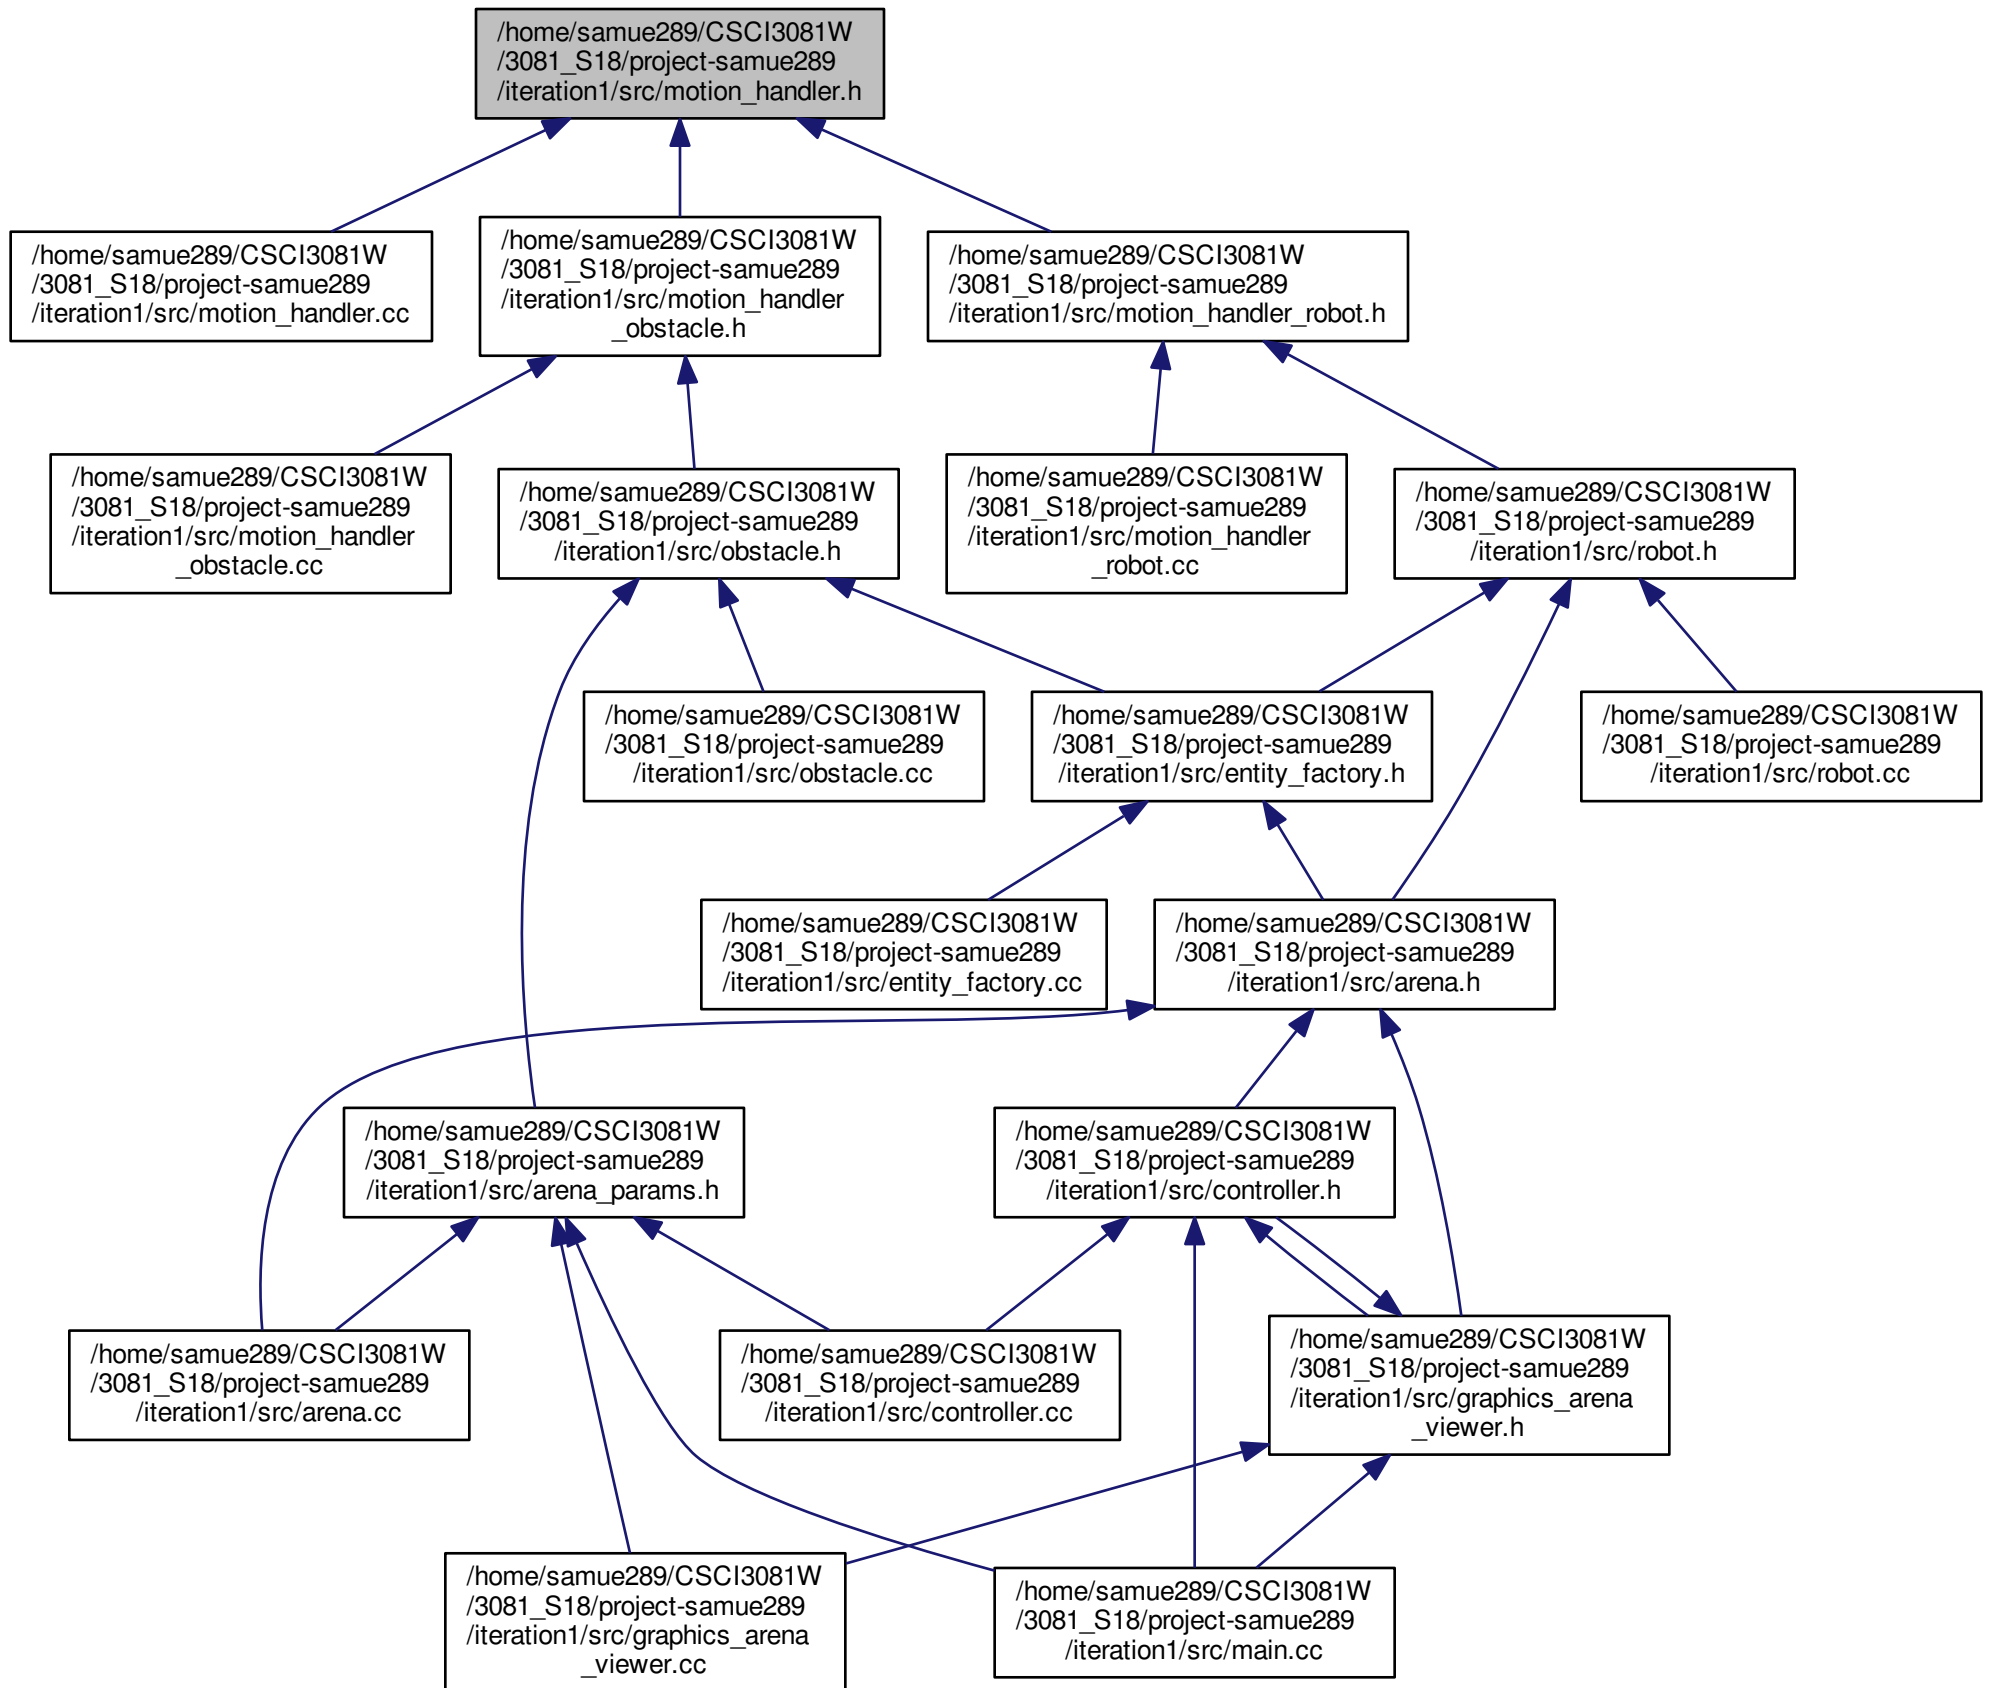 /home/samue289/CSCI3081W
/3081_S18/project-samue289
/iteration1/src/motion_handler.h
/home/samue289/CSCI3081W
/3081_S18/project-samue289
/iteration1/src/motion_handler.cc
/home/samue289/CSCI3081W
/3081_S18/project-samue289
/iteration1/src/motion_handler
_obstacle.h
/home/samue289/CSCI3081W
/3081_S18/project-samue289
/iteration1/src/motion_handler_robot.h
/home/samue289/CSCI3081W
/3081_S18/project-samue289
/iteration1/src/motion_handler
_obstacle.cc
/home/samue289/CSCI3081W
/3081_S18/project-samue289
/iteration1/src/obstacle.h
/home/samue289/CSCI3081W
/3081_S18/project-samue289
/iteration1/src/motion_handler
_robot.cc
/home/samue289/CSCI3081W
/3081_S18/project-samue289
/iteration1/src/robot.h
/home/samue289/CSCI3081W
/3081_S18/project-samue289
/iteration1/src/obstacle.cc
/home/samue289/CSCI3081W
/3081_S18/project-samue289
/iteration1/src/entity_factory.h
/home/samue289/CSCI3081W
/3081_S18/project-samue289
/iteration1/src/robot.cc
/home/samue289/CSCI3081W
/3081_S18/project-samue289
/iteration1/src/entity_factory.cc
/home/samue289/CSCI3081W
/3081_S18/project-samue289
/iteration1/src/arena.h
/home/samue289/CSCI3081W
/3081_S18/project-samue289
/iteration1/src/arena_params.h
/home/samue289/CSCI3081W
/3081_S18/project-samue289
/iteration1/src/controller.h
/home/samue289/CSCI3081W
/3081_S18/project-samue289
/iteration1/src/arena.cc
/home/samue289/CSCI3081W
/3081_S18/project-samue289
/iteration1/src/controller.cc
/home/samue289/CSCI3081W
/3081_S18/project-samue289
/iteration1/src/graphics_arena
_viewer.h
/home/samue289/CSCI3081W
/3081_S18/project-samue289
/iteration1/src/graphics_arena
_viewer.cc
/home/samue289/CSCI3081W
/3081_S18/project-samue289
/iteration1/src/main.cc